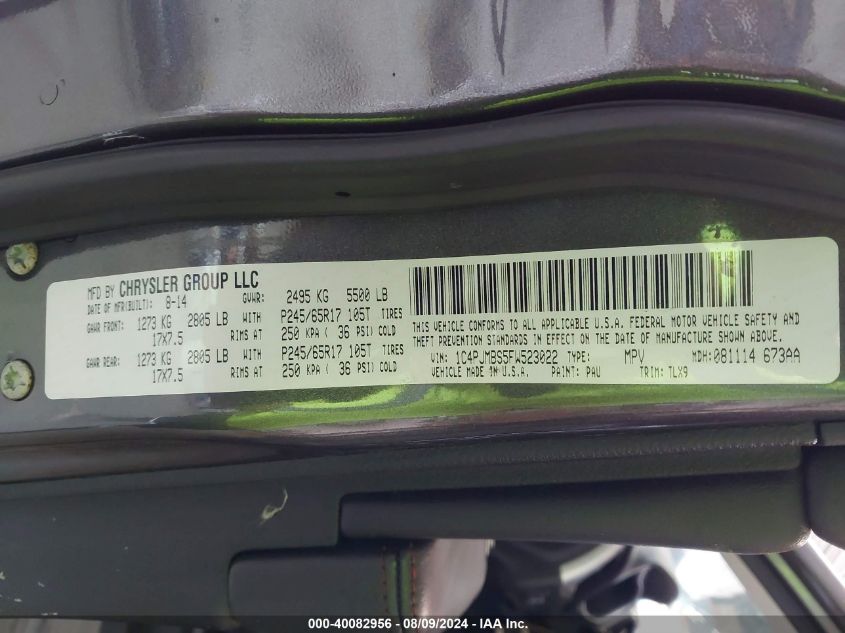 MFD BY CHRYSLER GROUP LLC
DATE OF MFR(BUILT): 8-14 GVWR: 2495 KG 5500 LB
GAWR FRONT: 1273 KG 2805 LB WITH P245/65R17 105T TIRES
17X7.5 RIMS AT 250 KPA ( 36 PSI) COLD
GAWR REAR: 1273 KG 2805 LB WITH P245/65R17 105T TIRES
17X7.5 RIMS AT 250 KPA ( 36 PSI) COLD
THIS VEHICLE CONFORMS TO ALL APPLICABLE U.S.A. FEDERAL MOTOR VEHICLE SAFETY AND
THEFT PREVENTION STANDARDS IN EFFECT ON THE DATE OF MANUFACTURE SHOWN ABOVE.
VIN: 1C4PJMBS5FW523022 TYPE: MPV MDH: 081114 673AA
VEHICLE MADE IN U.S.A. PAINT: PAU TRIM: TLX9
000-40082956 - 08/09/2024 - IAA Inc.